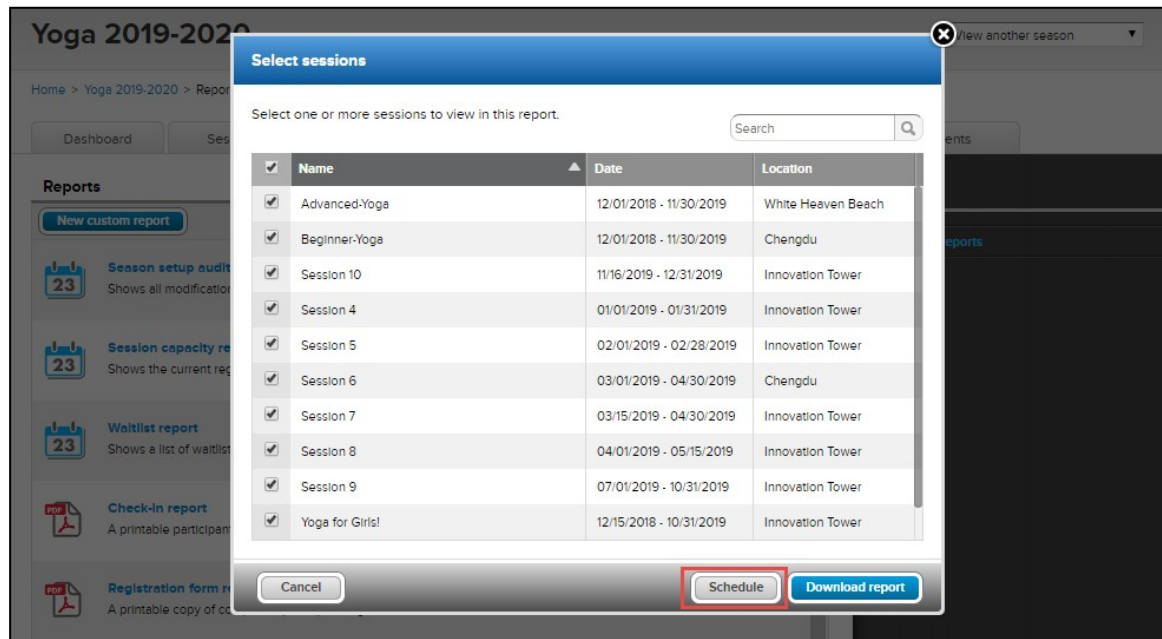 Yoga 2019-202
View another season
Home > Yoga 2019-2020 > Repor
Dashboard
Ses
ents
Reports
New custom report
eports
23
Season setup audit
Shows all modification
23
Session capacity re
Shows the current reg
23
Waitlist report
Shows a list of waitlist
PDF
Check-in report
A printable participan
PDF
Registration form r
A printable copy of co
Select sessions
Select one or more sessions to view in this report.
Search
Name Date Location
Advanced-Yoga 12/01/2018 - 11/30/2019 White Heaven Beach
Beginner-Yoga 12/01/2018 - 11/30/2019 Chengdu
Session 10 11/16/2019 - 12/31/2019 Innovation Tower
Session 4 01/01/2019 - 01/31/2019 Innovation Tower
Session 5 02/01/2019 - 02/28/2019 Innovation Tower
Session 6 03/01/2019 - 04/30/2019 Chengdu
Session 7 03/15/2019 - 04/30/2019 Innovation Tower
Session 8 04/01/2019 - 05/15/2019 Innovation Tower
Session 9 07/01/2019 - 10/31/2019 Innovation Tower
Yoga for Girls! 12/15/2018 - 10/31/2019 Innovation Tower
Cancel
Schedule
Download report